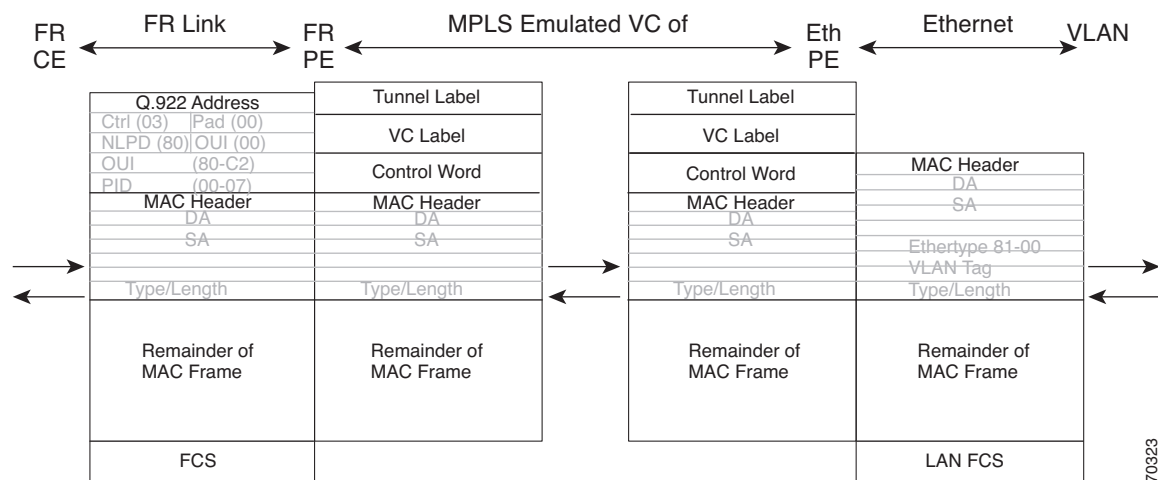 FR CE
FR Link
FR PE
MPLS Emulated VC of
Eth PE
Ethernet
VLAN
Q.922 Address
Ctrl (03) Pad (00)
NLPD (80) OUI (00)
OUI (80-C2)
PID (00-07)
MAC Header
DA
SA
Type/Length
Remainder of
MAC Frame
FCS
Tunnel Label
VC Label
Control Word
MAC Header
DA
SA
Type/Length
Remainder of
MAC Frame
Tunnel Label
VC Label
Control Word
MAC Header
DA
SA
Type/Length
Remainder of
MAC Frame
MAC Header
DA
SA
Ethertype 81-00
VLAN Tag
Type/Length
Remainder of
MAC Frame
LAN FCS
70323